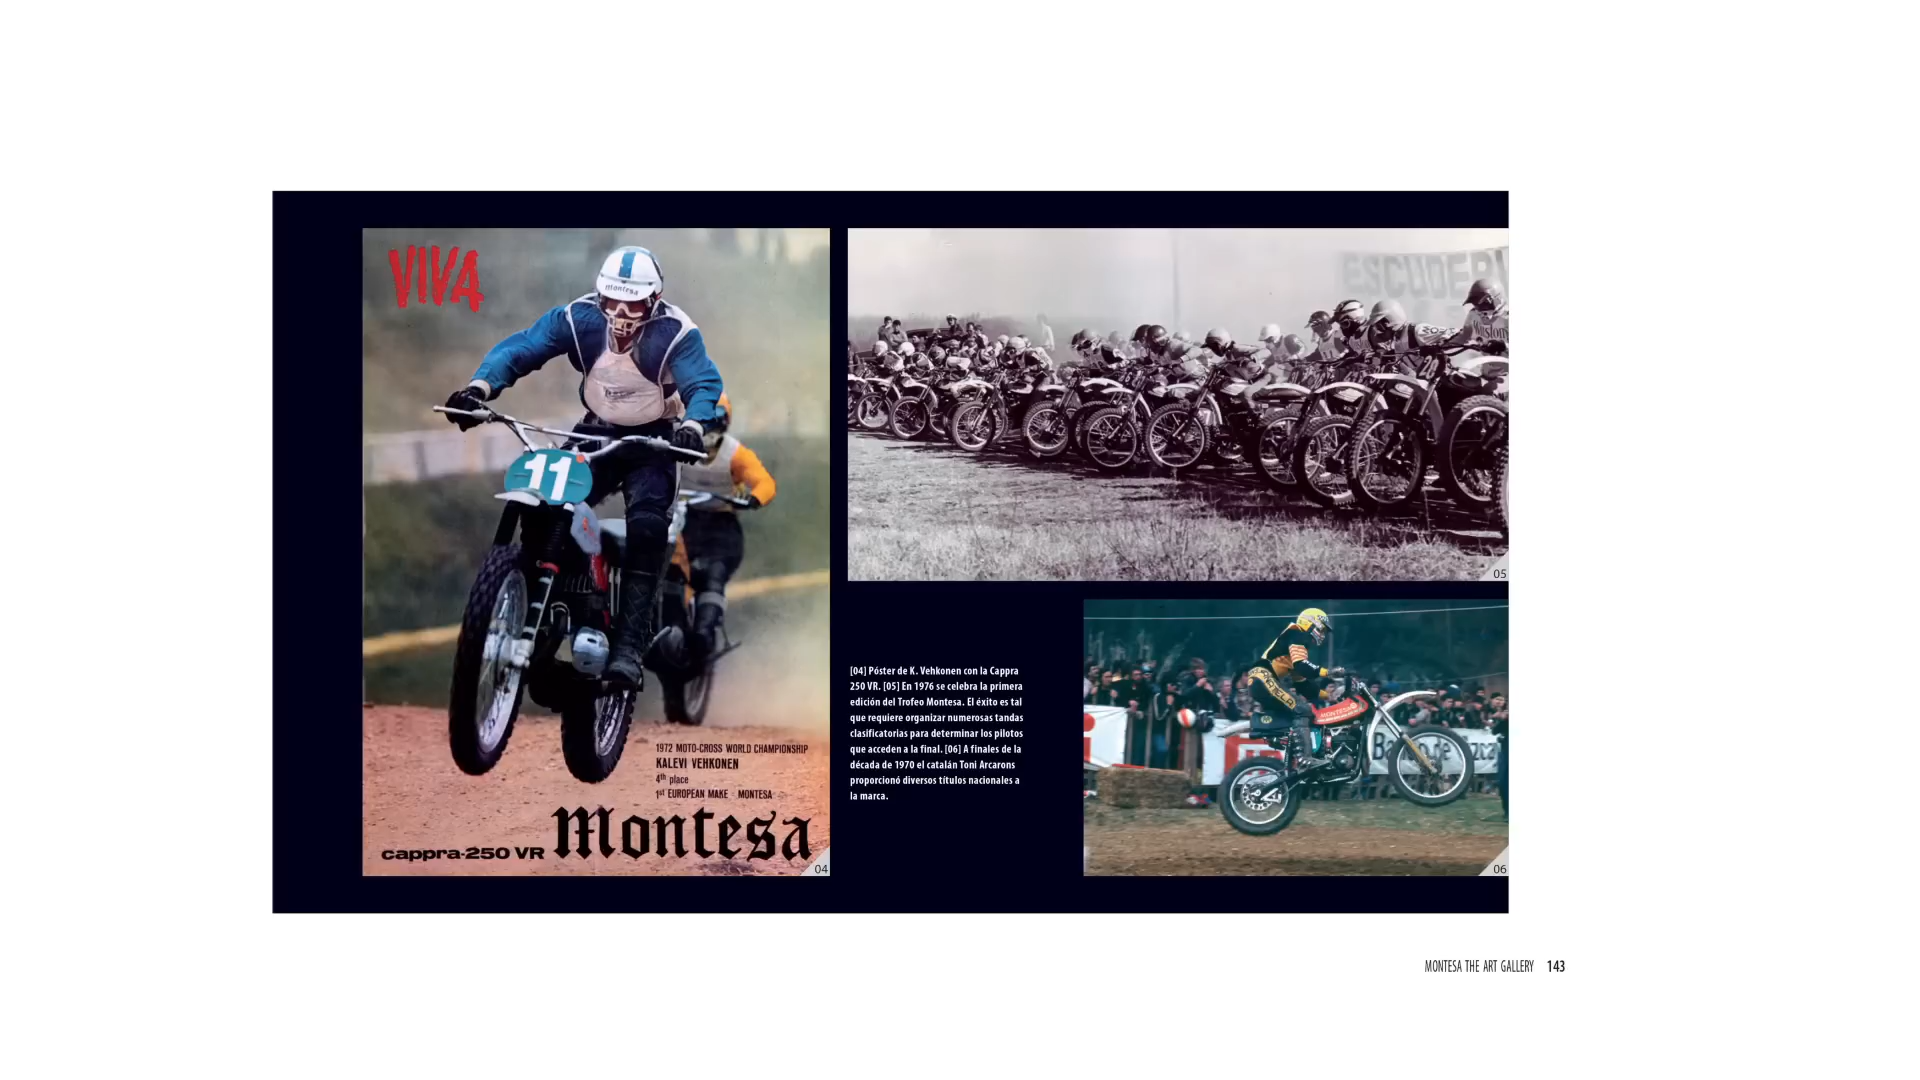 VIVA
montesa
11
1972 MOTO-CROSS WORLD CHAMPIONSHIP
KALEVI VEHKONEN
4th place
1st EUROPEAN MAKE MONTESA
cappra-250 VR Montesa
04
ESCUDERI
Winston
28
05
[04] Póster de K. Vehkonen con la Cappra
250 VR. [05] En 1976 se celebra la primera
edición del Trofeo Montesa. El éxito es tal
que requiere organizar numerosas tandas
clasificatorias para determinar los pilotos
que acceden a la final. [06] A finales de la
década de 1970 el catalán Toni Arcarons
proporcionó diversos títulos nacionales a
la marca.
MONTESA
06
MONTESA THE ART GALLERY 143